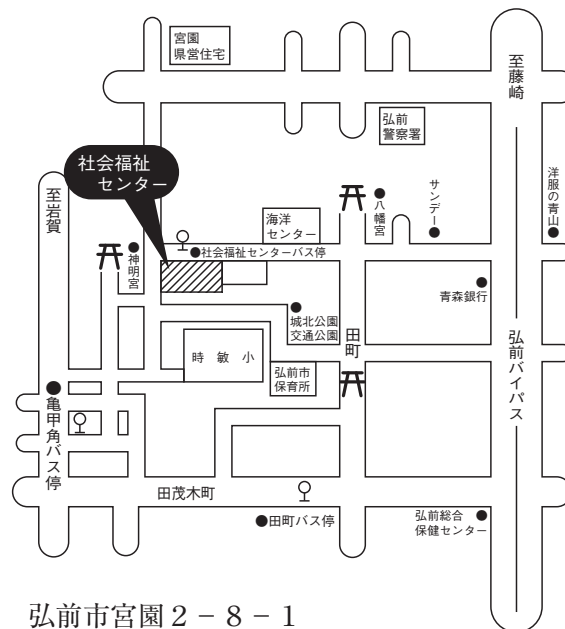 宮園
県営住宅
至藤崎
弘前
警察署
社会福祉
センター
至岩賀
神明宮
海洋
センター
八幡宮
サンデー
洋服の青山
社会福祉センターバス停
青森銀行
城北公園
交通公園
田町
弘前バイパス
時敏小
弘前市
保育所
亀甲角バス停
田茂木町
田町バス停
弘前総合
保健センター
弘前市宮園2-8-1